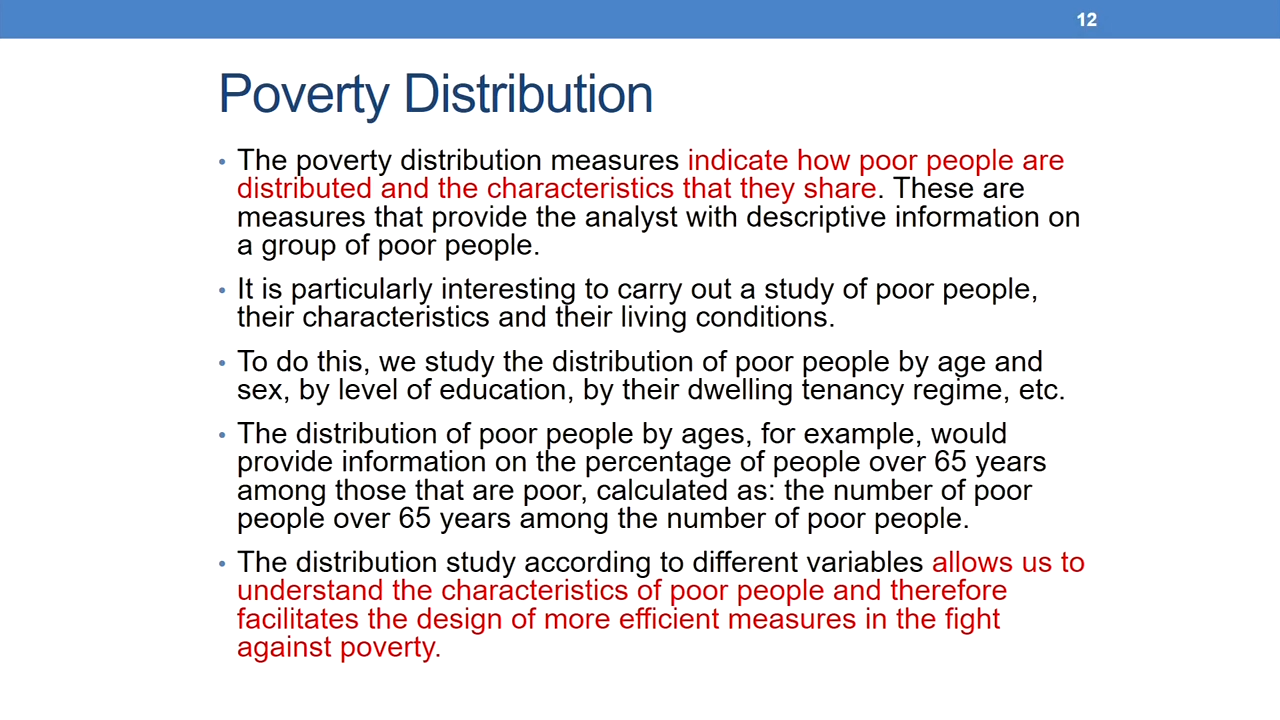 12
Poverty Distribution
• The poverty distribution measures indicate how poor people are
distributed and the characteristics that they share. These are
measures that provide the analyst with descriptive information on
a group of poor people.
• It is particularly interesting to carry out a study of poor people,
their characteristics and their living conditions.
• To do this, we study the distribution of poor people by age and
sex, by level of education, by their dwelling tenancy regime, etc.
• The distribution of poor people by ages, for example, would
provide information on the percentage of people over 65 years
among those that are poor, calculated as: the number of poor
people over 65 years among the number of poor people.
• The distribution study according to different variables allows us to
understand the characteristics of poor people and therefore
facilitates the design of more efficient measures in the fight
against poverty.